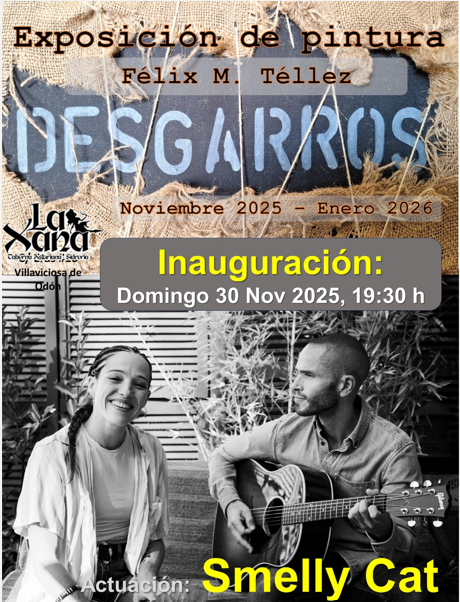 Exposición de pintura
Félix M. Téllez
DESGARROS
Noviembre 2025 – Enero 2026
La
Xana
Villaviciosa de
Odón
Inauguración:
Domingo 30 Nov 2025, 19:30 h
Actuación: Smelly Cat